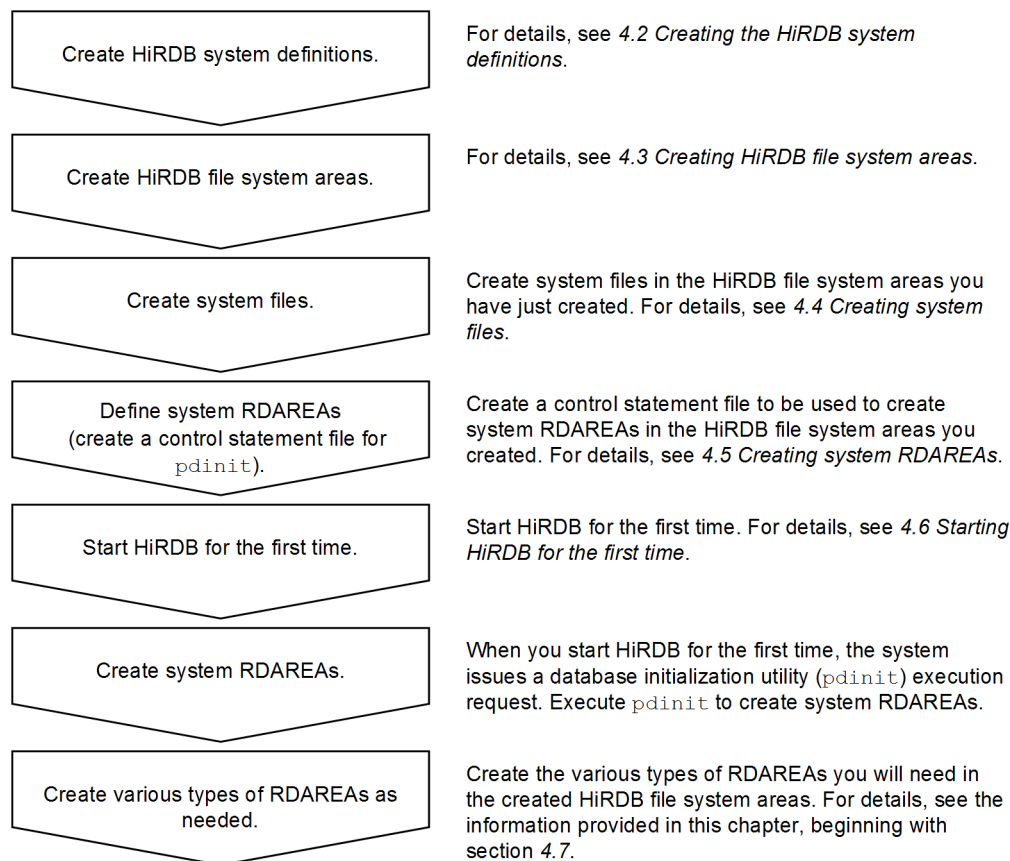 Create HiRDB system definitions.
For details, see 4.2 Creating the HiRDB system
definitions.
Create HiRDB file system areas.
For details, see 4.3 Creating HiRDB file system areas.
Create system files.
Create system files in the HiRDB file system areas you
have just created. For details, see 4.4 Creating system
files.
Define system RDAREAs
(create a control statement file for
pdinit).
Create a control statement file to be used to create
system RDAREAs in the HiRDB file system areas you
created. For details, see 4.5 Creating system RDAREAs.
Start HiRDB for the first time.
Start HiRDB for the first time. For details, see 4.6 Starting
HiRDB for the first time.
Create system RDAREAs.
When you start HiRDB for the first time, the system
issues a database initialization utility (pdinit) execution
request. Execute pdinit to create system RDAREAs.
Create various types of RDAREAs as
needed.
Create the various types of RDAREAs you will need in
the created HiRDB file system areas. For details, see the
information provided in this chapter, beginning with
section 4.7.